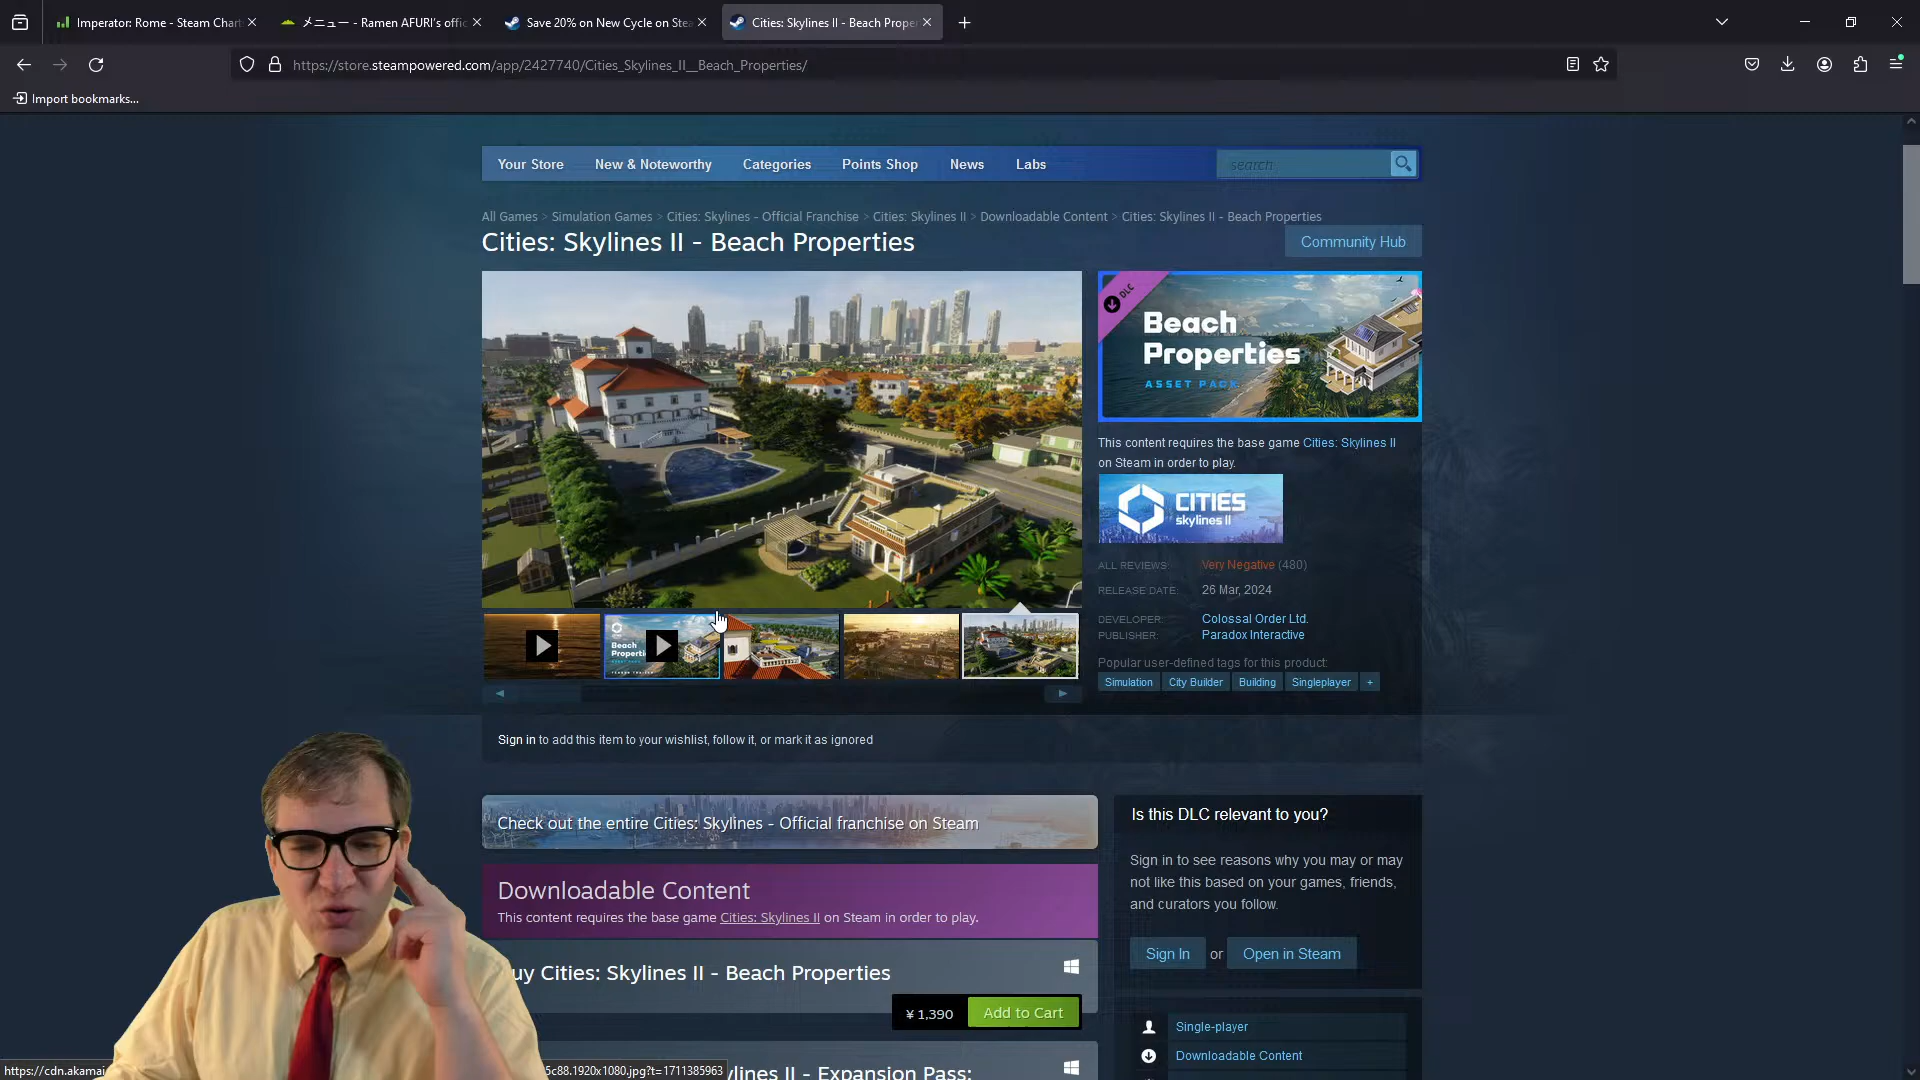 Imperator: Rome - Steam Chart
メニュー - Ramen AFURI's offic
Save 20% on New Cycle on Stea
Cities: Skylines II - Beach Proper
https://store.steampowered.com/app/2427740/Cities_Skylines_II__Beach_Properties/
Import bookmarks...
Your Store
New & Noteworthy
Categories
Points Shop
News
Labs
search
All Games > Simulation Games > Cities: Skylines - Official Franchise > Cities: Skylines II > Downloadable Content > Cities: Skylines II - Beach Properties
Cities: Skylines II - Beach Properties
Community Hub
DLC
Beach
Properties
ASSET PACK
This content requires the base game Cities: Skylines II
on Steam in order to play.
CITIES
skylines II
ALL REVIEWS: Very Negative (480)
RELEASE DATE: 26 Mar, 2024
DEVELOPER: Colossal Order Ltd.
PUBLISHER: Paradox Interactive
Popular user-defined tags for this product:
Simulation
City Builder
Building
Singleplayer
+
Beach
Properti
Sign in to add this item to your wishlist, follow it, or mark it as ignored
Check out the entire Cities: Skylines - Official franchise on Steam
Downloadable Content
This content requires the base game Cities: Skylines II on Steam in order to play.
uy Cities: Skylines II - Beach Properties
¥ 1,390
Add to Cart
ylines II - Expansion Pass:
Is this DLC relevant to you?
Sign in to see reasons why you may or may
not like this based on your games, friends,
and curators you follow.
Sign In or Open in Steam
Single-player
Downloadable Content
https://cdn.akamai
5c88.1920x1080.jpg?t=1711385963